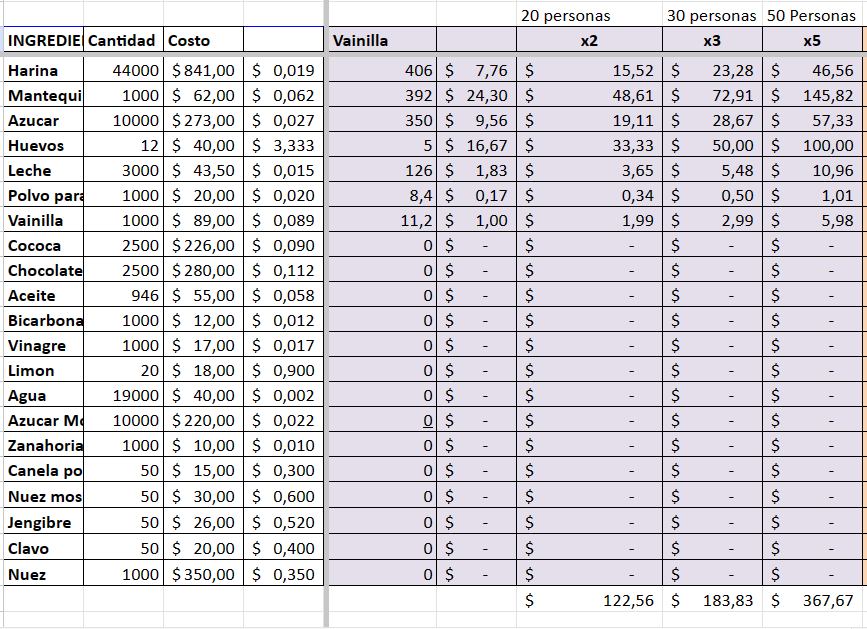 20 personas 30 personas 50 Personas
INGREDIE Cantidad Costo Vainilla x2 x3 x5
Harina 44000 $ 841,00 $ 0,019 406 $ 7,76 $ 15,52 $ 23,28 $ 46,56
Mantequi 1000 $ 62,00 $ 0,062 392 $ 24,30 $ 48,61 $ 72,91 $ 145,82
Azucar 10000 $ 273,00 $ 0,027 350 $ 9,56 $ 19,11 $ 28,67 $ 57,33
Huevos 12 $ 40,00 $ 3,333 5 $ 16,67 $ 33,33 $ 50,00 $ 100,00
Leche 3000 $ 43,50 $ 0,015 126 $ 1,83 $ 3,65 $ 5,48 $ 10,96
Polvo para 1000 $ 20,00 $ 0,020 8,4 $ 0,17 $ 0,34 $ 0,50 $ 1,01
Vainilla 1000 $ 89,00 $ 0,089 11,2 $ 1,00 $ 1,99 $ 2,99 $ 5,98
Cococa 2500 $ 226,00 $ 0,090 0 $ - $ - $ - $ -
Chocolate 2500 $ 280,00 $ 0,112 0 $ - $ - $ - $ -
Aceite 946 $ 55,00 $ 0,058 0 $ - $ - $ - $ -
Bicarbona 1000 $ 12,00 $ 0,012 0 $ - $ - $ - $ -
Vinagre 1000 $ 17,00 $ 0,017 0 $ - $ - $ - $ -
Limon 20 $ 18,00 $ 0,900 0 $ - $ - $ - $ -
Agua 19000 $ 40,00 $ 0,002 0 $ - $ - $ - $ -
Azucar Mo 10000 $ 220,00 $ 0,022 0 $ - $ - $ - $ -
Zanahoria 1000 $ 10,00 $ 0,010 0 $ - $ - $ - $ -
Canela po 50 $ 15,00 $ 0,300 0 $ - $ - $ - $ -
Nuez mos 50 $ 30,00 $ 0,600 0 $ - $ - $ - $ -
Jengibre 50 $ 26,00 $ 0,520 0 $ - $ - $ - $ -
Clavo 50 $ 20,00 $ 0,400 0 $ - $ - $ - $ -
Nuez 1000 $ 350,00 $ 0,350 0 $ - $ - $ - $ -
$ 122,56 $ 183,83 $ 367,67